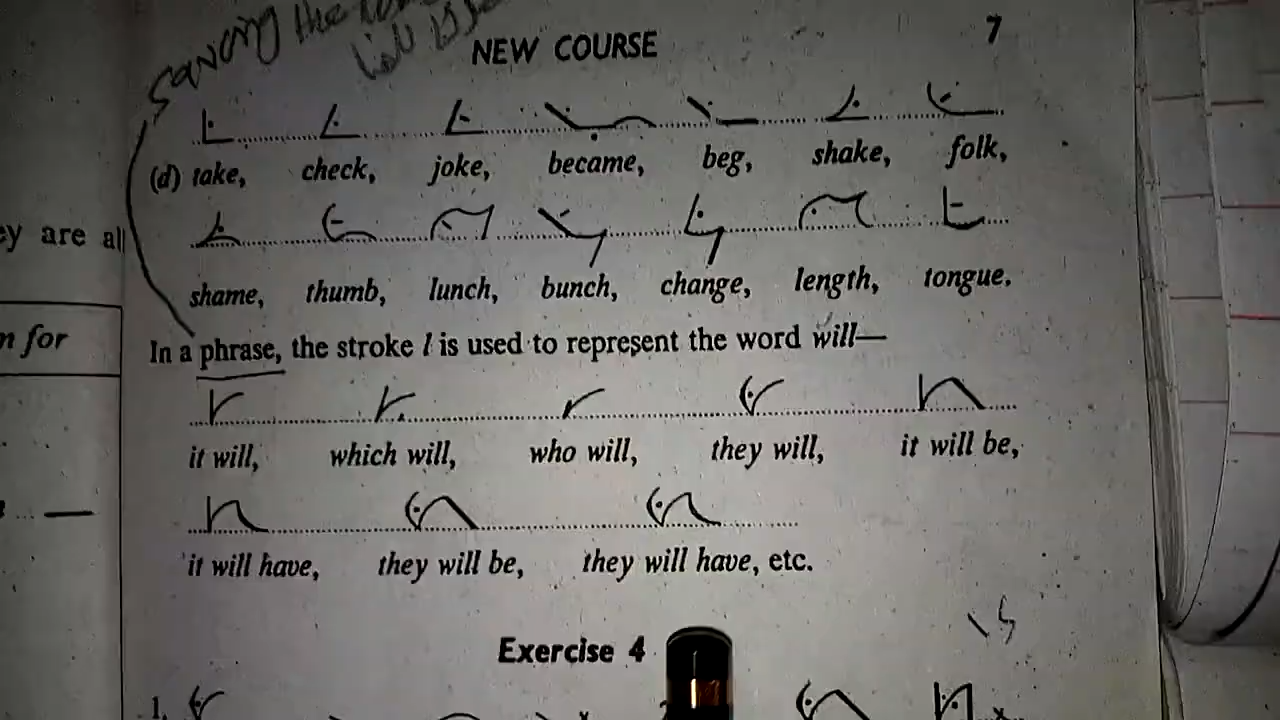 Saving the
NEW COURSE 7
(d) take, check, joke, became, beg, shake, folk,
ey are all
shame, thumb, lunch, bunch, change, length, tongue.
n for
In a phrase, the stroke l is used to represent the word will—
it will, which will, who will, they will, it will be,
it will have, they will be, they will have, etc.
Exercise 4
1.